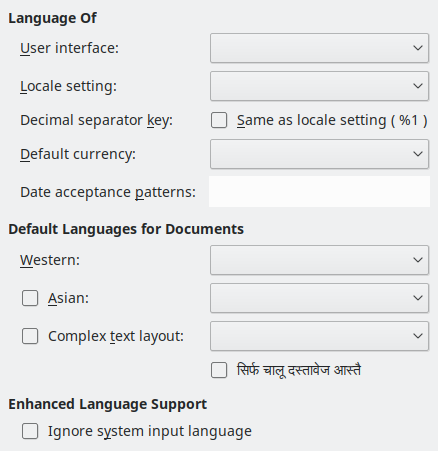 Language Of
User interface:
Locale setting:
Decimal separator key: Same as locale setting ( %1 )
Default currency:
Date acceptance patterns:
Default Languages for Documents
Western:
Asian:
Complex text layout:
सिर्फ चालू दस्तावेज आस्तै
Enhanced Language Support
Ignore system input language